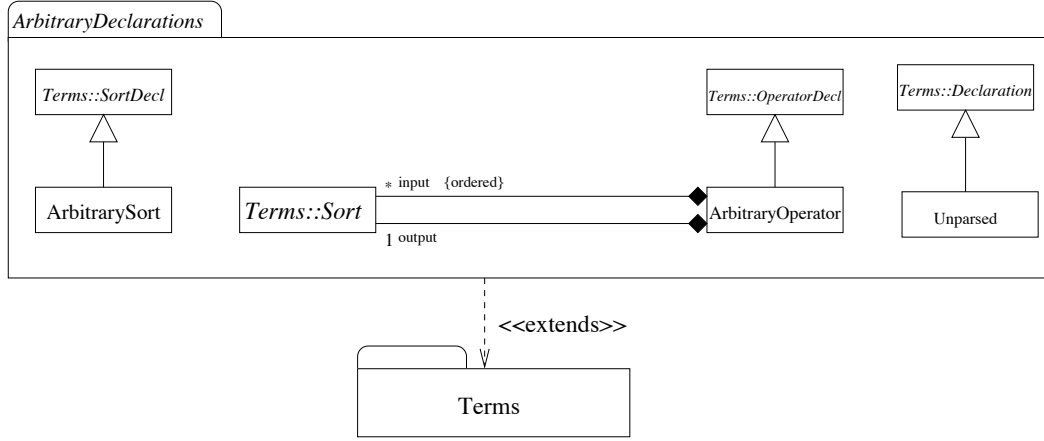 ArbitraryDeclarations
Terms::SortDecl
Terms::OperatorDecl
Terms::Declaration
* input {ordered}
ArbitrarySort
Terms::Sort
ArbitraryOperator
Unparsed
1 output
<<extends>>
Terms